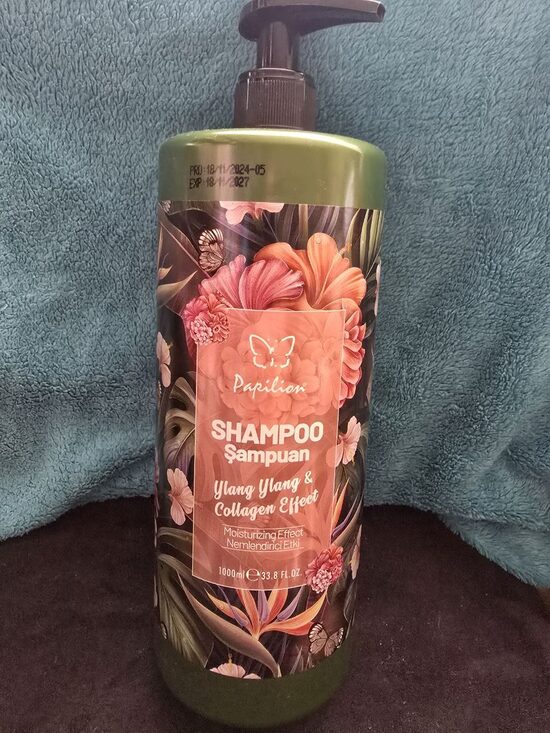 PRD:18/11/2024-05
EXP:18/11/2027
Papilion
SHAMPOO
Şampuan
Ylang Ylang &
Collagen Effect
Moisturizing Effect
Nemlendirici Etki
1000ml℮33.8 FL.OZ.